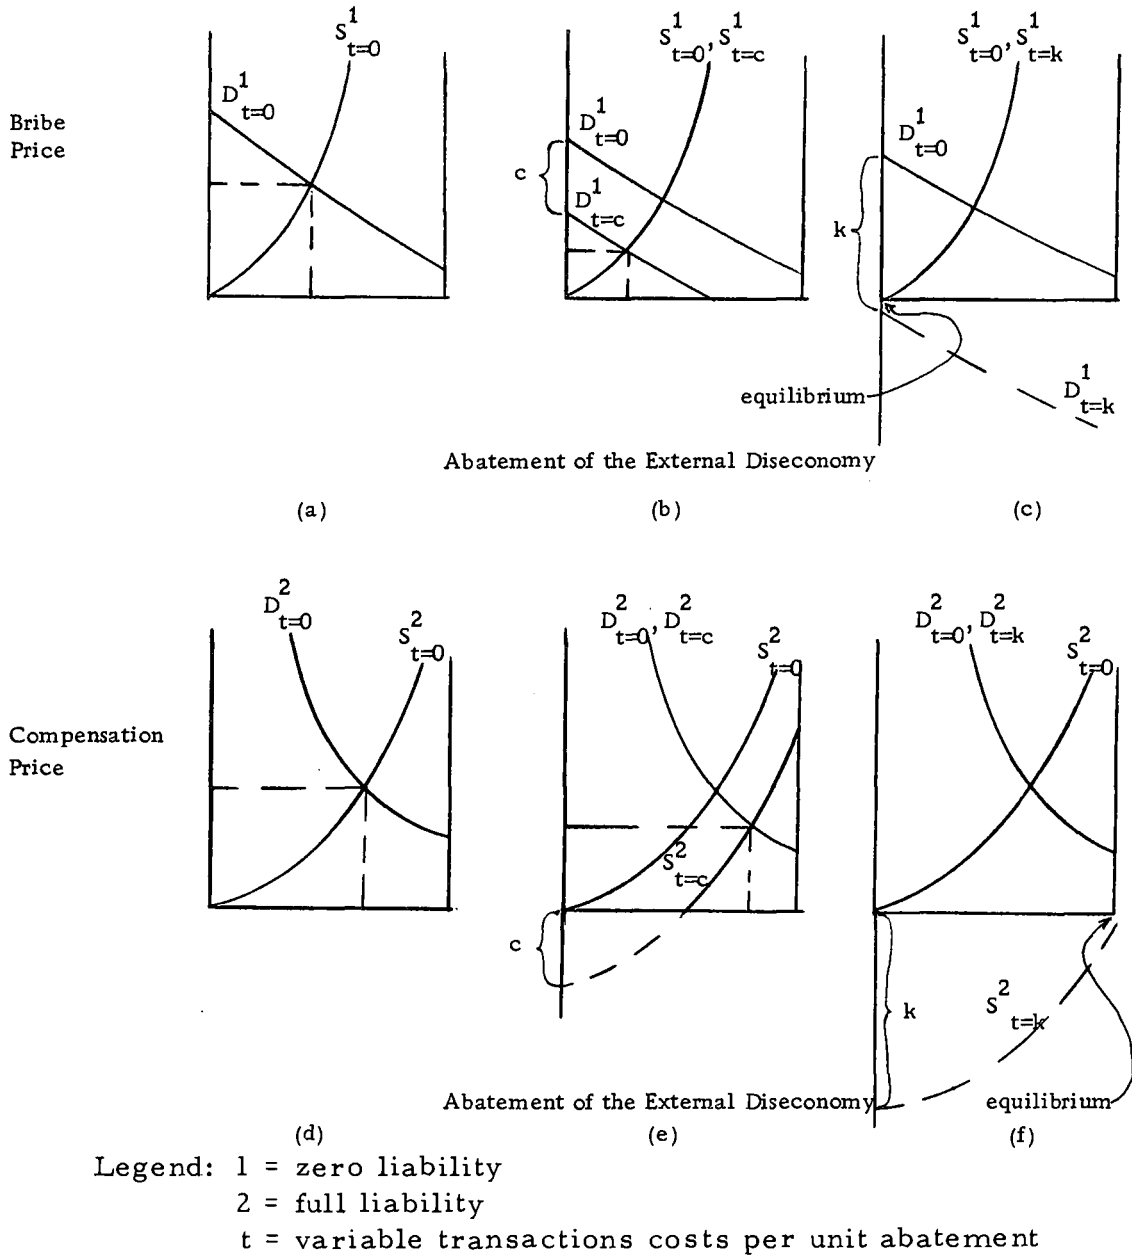 S¹t=0
S¹t=0, S¹t=c
S¹t=0, S¹t=k
Bribe
Price
D¹t=0
D¹t=0
c
D¹t=c
D¹t=0
k
equilibrium
D¹t=k
Abatement of the External Diseconomy
(a)
(b)
(c)
D²t=0
S²t=0
D²t=0, D²t=c
S²t=0
D²t=0, D²t=k
S²t=0
Compensation
Price
S²t=c
c
k
S²t=k
Abatement of the External Diseconomy
equilibrium
(d)
(e)
(f)
Legend: 1 = zero liability
2 = full liability
t = variable transactions costs per unit abatement